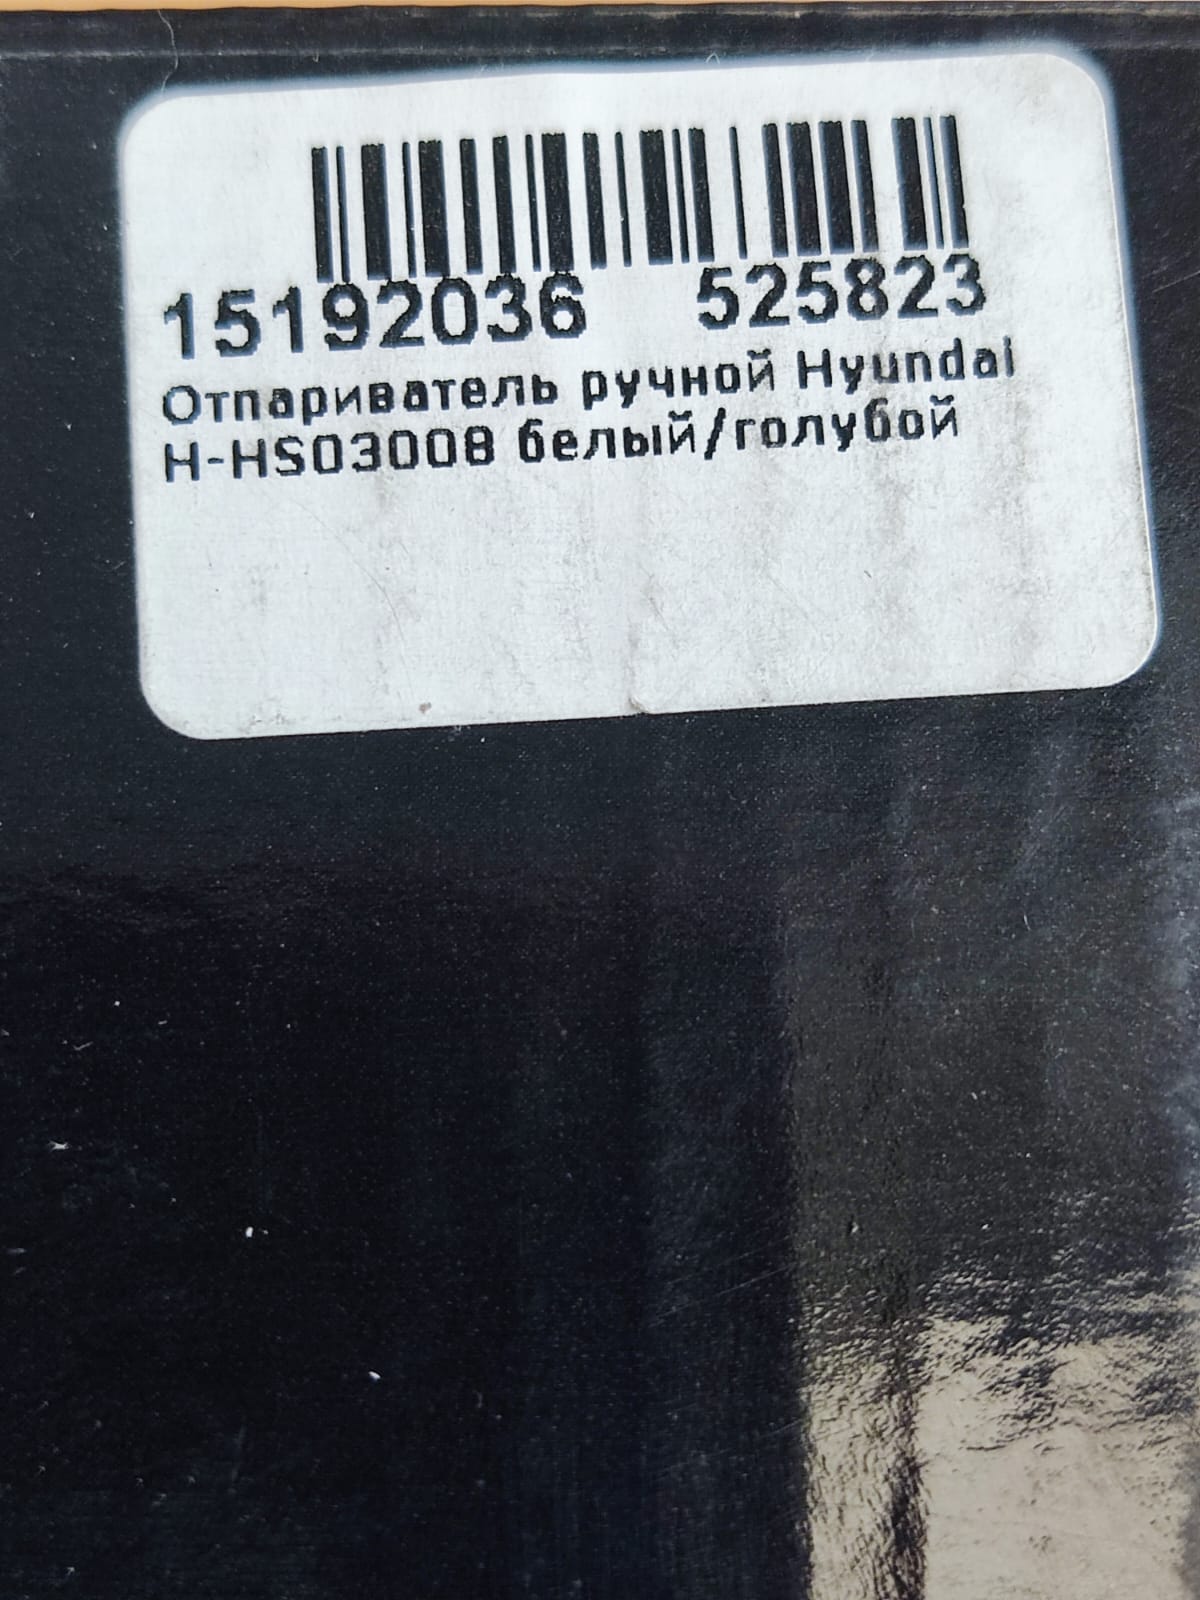 15192036 525823
Отпариватель ручной Hyundai
H-HS03008 белый/голубой